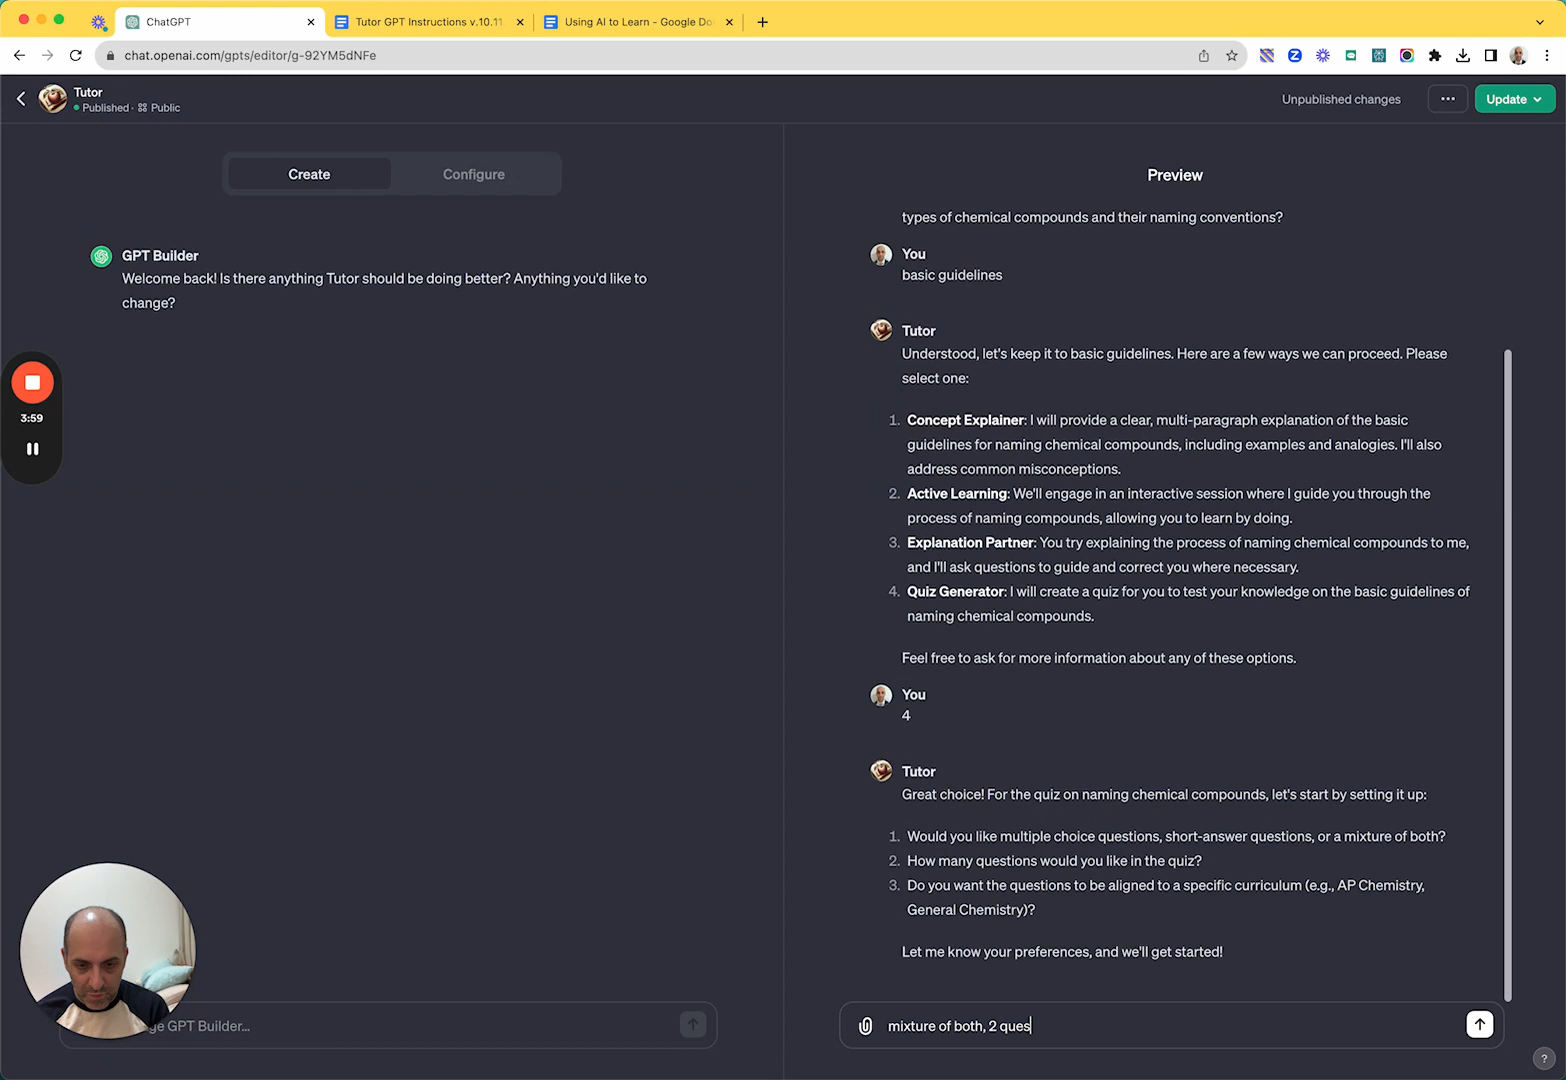 ChatGPT
Tutor GPT Instructions v.10.11
Using AI to Learn - Google Do
chat.openai.com/gpts/editor/g-92YM5dNFe
Tutor
Published · Public
Unpublished changes
Update
Create
Configure
GPT Builder
Welcome back! Is there anything Tutor should be doing better? Anything you'd like to
change?
3:59
ge GPT Builder...
Preview
types of chemical compounds and their naming conventions?
You
basic guidelines
Tutor
Understood, let's keep it to basic guidelines. Here are a few ways we can proceed. Please
select one:
1. Concept Explainer: I will provide a clear, multi-paragraph explanation of the basic
guidelines for naming chemical compounds, including examples and analogies. I'll also
address common misconceptions.
2. Active Learning: We'll engage in an interactive session where I guide you through the
process of naming compounds, allowing you to learn by doing.
3. Explanation Partner: You try explaining the process of naming chemical compounds to me,
and I'll ask questions to guide and correct you where necessary.
4. Quiz Generator: I will create a quiz for you to test your knowledge on the basic guidelines of
naming chemical compounds.
Feel free to ask for more information about any of these options.
You
4
Tutor
Great choice! For the quiz on naming chemical compounds, let's start by setting it up:
1. Would you like multiple choice questions, short-answer questions, or a mixture of both?
2. How many questions would you like in the quiz?
3. Do you want the questions to be aligned to a specific curriculum (e.g., AP Chemistry,
General Chemistry)?
Let me know your preferences, and we'll get started!
mixture of both, 2 ques
?